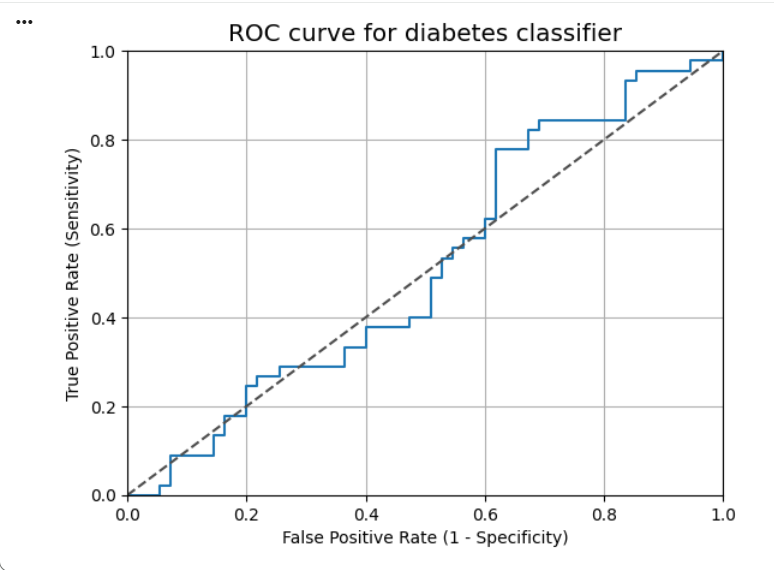 ...
ROC curve for diabetes classifier
1.0
0.8
0.6
0.4
0.2
0.0
True Positive Rate (Sensitivity)
0.0 0.2 0.4 0.6 0.8 1.0
False Positive Rate (1 - Specificity)